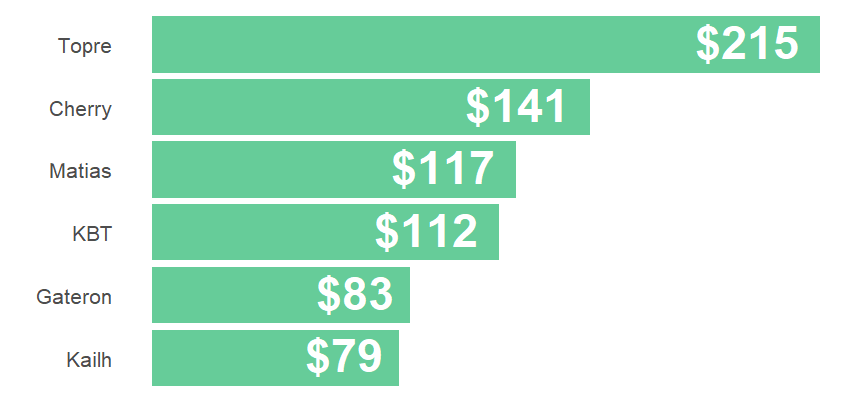 Topre $215
Cherry $141
Matias $117
KBT $112
Gateron $83
Kailh $79